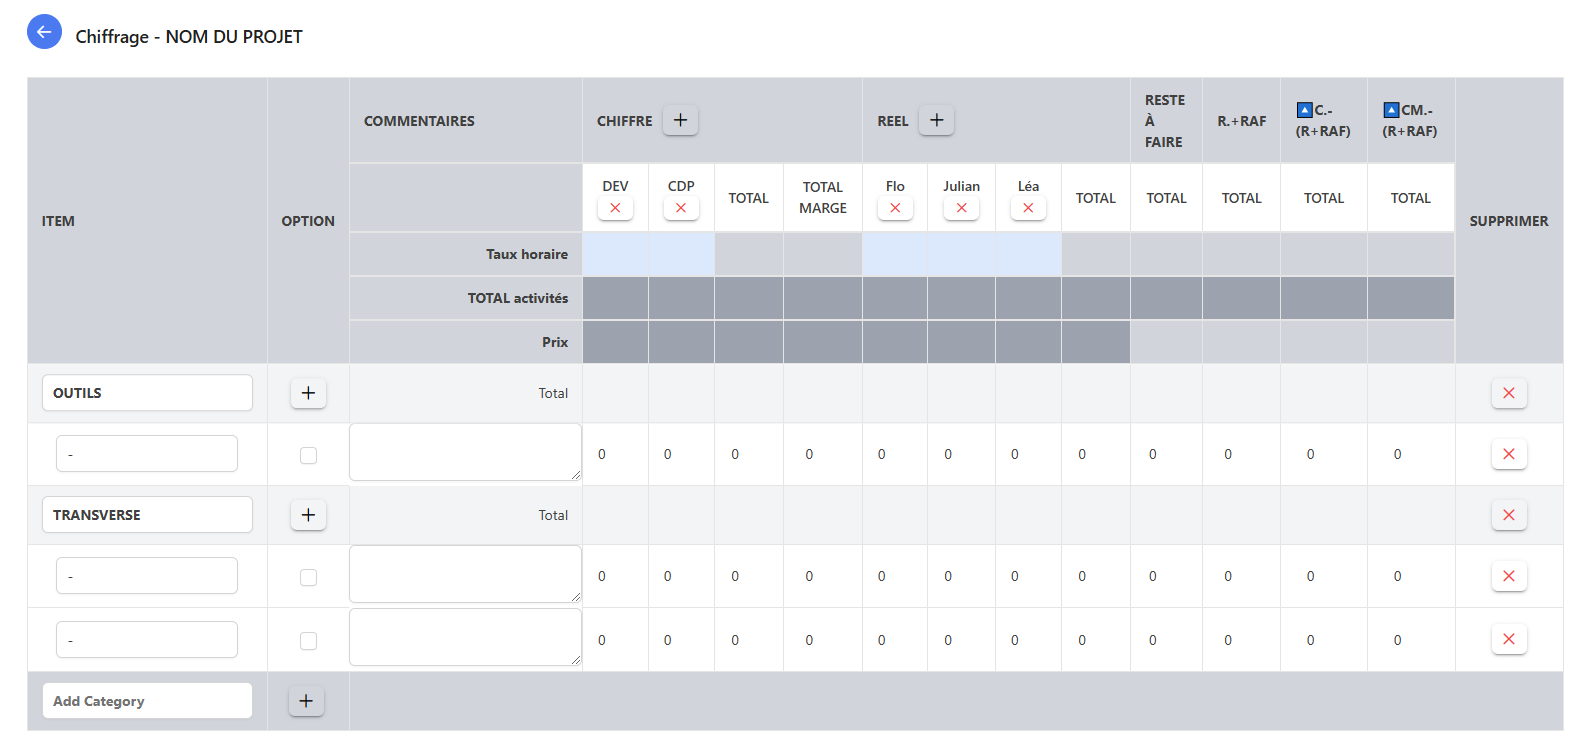 Chiffrage - NOM DU PROJET
ITEM
OPTION
COMMENTAIRES
CHIFFRE +
REEL +
RESTE
À
FAIRE
R.+RAF
🔼C.-
(R+RAF)
🔼CM.-
(R+RAF)
SUPPRIMER
DEV
CDP
TOTAL
TOTAL
MARGE
Flo
Julian
Léa
TOTAL
TOTAL
TOTAL
TOTAL
TOTAL
Taux horaire
TOTAL activités
Prix
OUTILS + Total
- 0 0 0 0 0 0 0 0 0 0 0 0
TRANSVERSE + Total
- 0 0 0 0 0 0 0 0 0 0 0 0
- 0 0 0 0 0 0 0 0 0 0 0 0
Add Category +